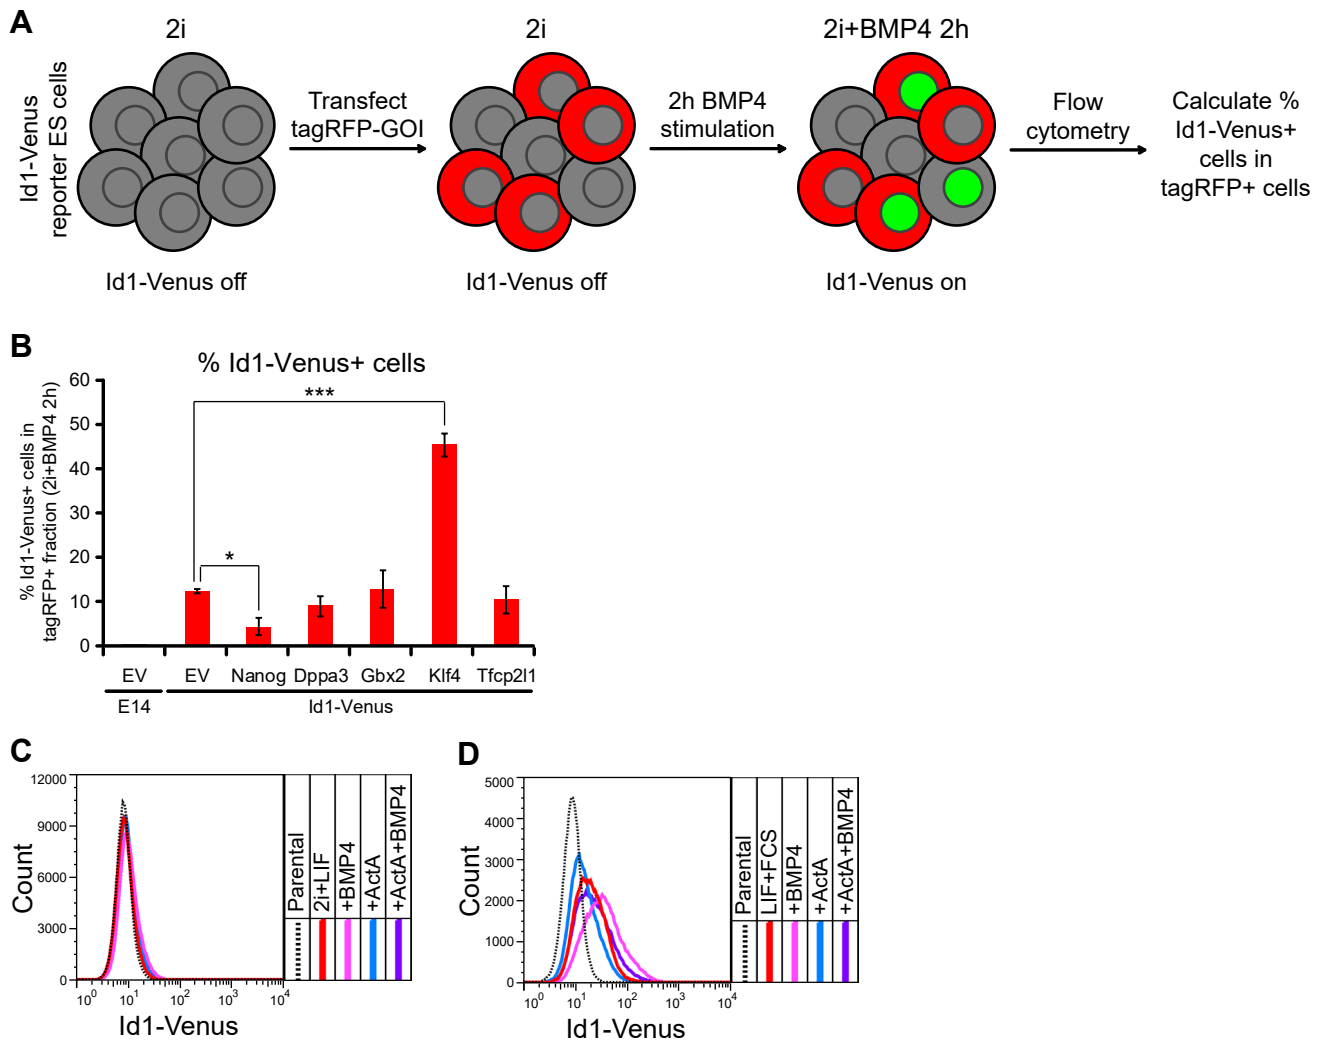 A
2i
2i
2i+BMP4 2h
Id1-Venus
reporter ES cells
Transfect
tagRFP-GOI
2h BMP4
stimulation
Flow
cytometry
Calculate %
Id1-Venus+
cells in
tagRFP+ cells
Id1-Venus off
Id1-Venus off
Id1-Venus on
B
% Id1-Venus+ cells
% Id1-Venus+ cells in
tagRFP+ fraction (2i+BMP4 2h)
60
50
40
30
20
10
0
***
*
EV
EV
Nanog
Dppa3
Gbx2
Klf4
Tfcp2l1
E14
Id1-Venus
C
Count
12000
9000
6000
3000
0
10^0
10^1
10^2
10^3
10^4
Id1-Venus
Parental
2i+LIF
+BMP4
+ActA
+ActA+BMP4
D
Count
5000
4000
3000
2000
1000
0
10^0
10^1
10^2
10^3
10^4
Id1-Venus
Parental
LIF+FCS
+BMP4
+ActA
+ActA+BMP4